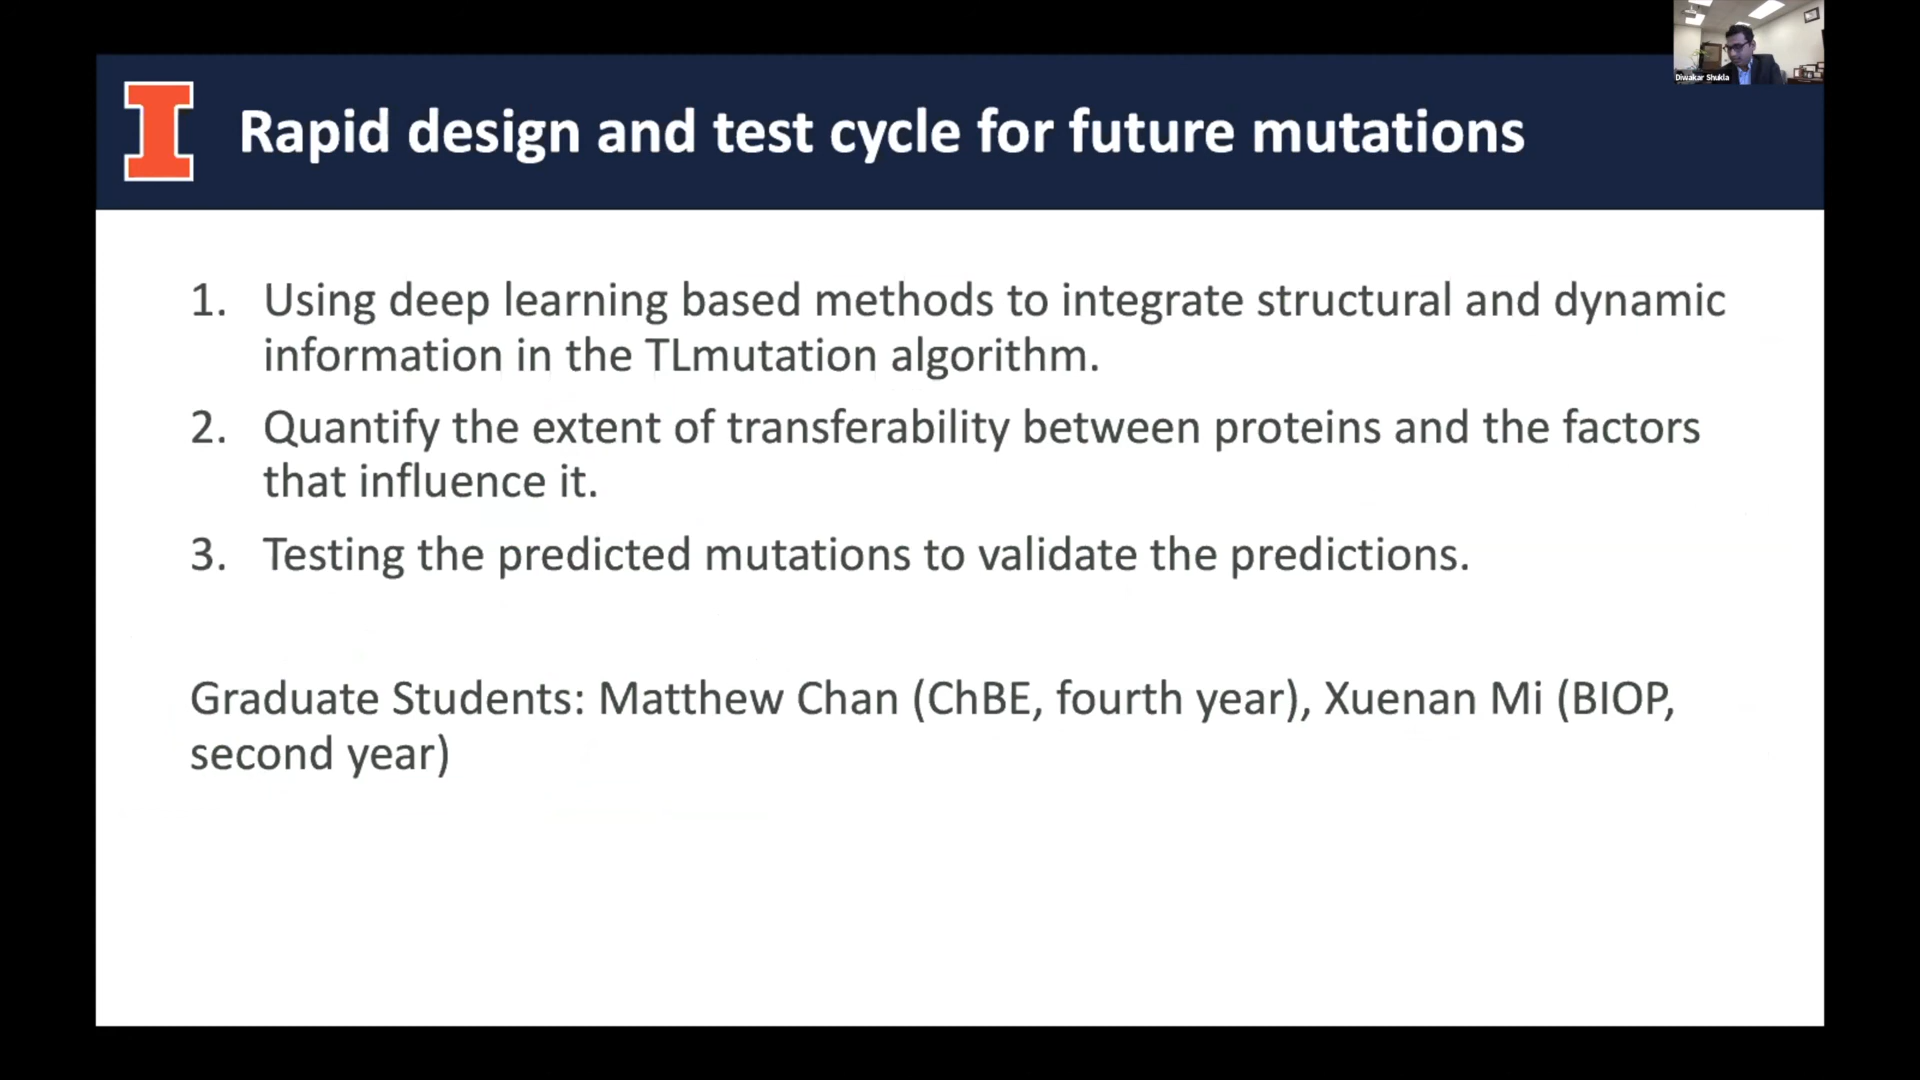 Diwakar Shukla
Rapid design and test cycle for future mutations
1. Using deep learning based methods to integrate structural and dynamic
information in the TLmutation algorithm.
2. Quantify the extent of transferability between proteins and the factors
that influence it.
3. Testing the predicted mutations to validate the predictions.
Graduate Students: Matthew Chan (ChBE, fourth year), Xuenan Mi (BIOP,
second year)